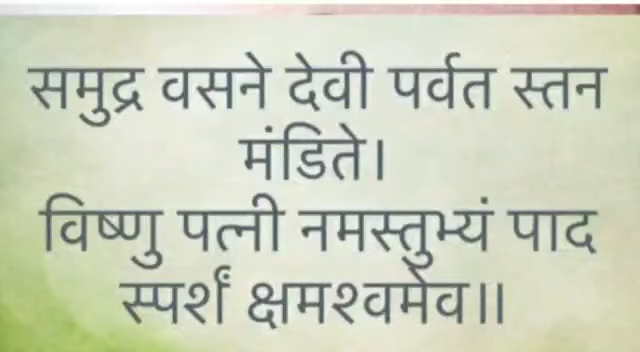 समुद्र वसने देवी पर्वत स्तन
मंडिते।
विष्णु पत्नी नमस्तुभ्यं पाद
स्पर्शं क्षमश्वमेव॥